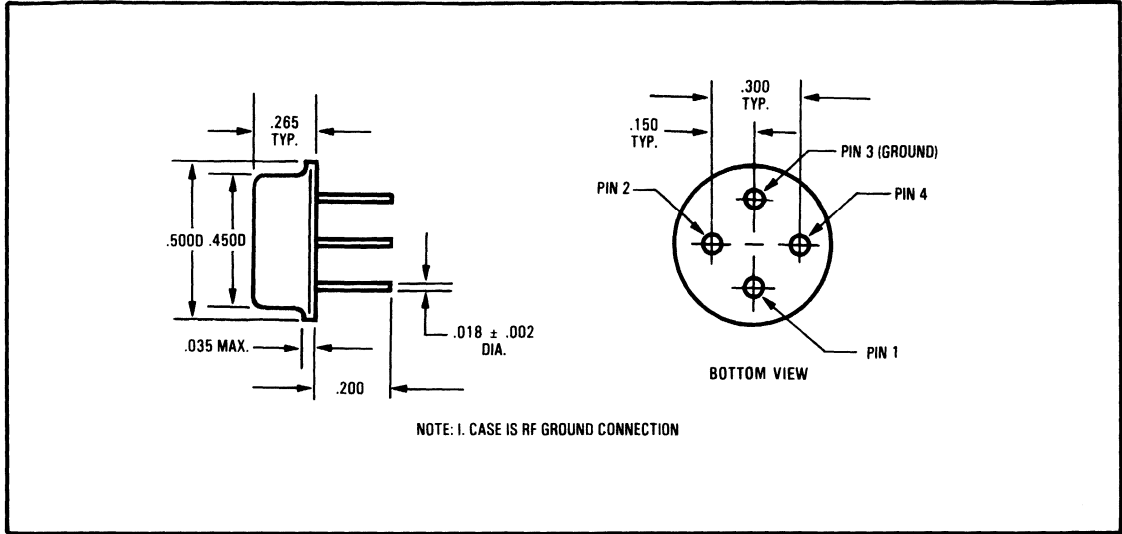 .265
TYP.
.500D .450D
.018 ± .002
DIA.
.035 MAX.
.200
.300
TYP.
.150
TYP.
PIN 3 (GROUND)
PIN 2
PIN 4
PIN 1
BOTTOM VIEW
NOTE: I. CASE IS RF GROUND CONNECTION